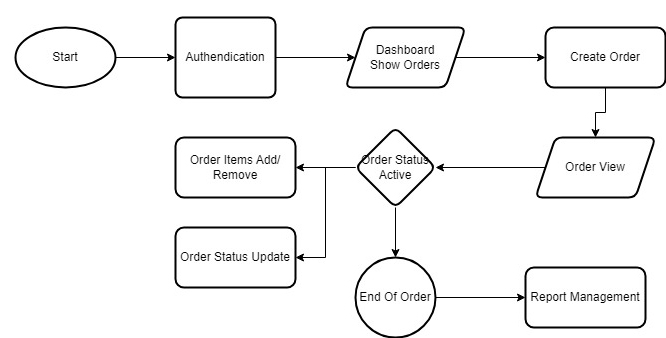 Start
Authendication
Dashboard
Show Orders
Create Order
Order Items Add/
Remove
Order Status
Active
Order View
Order Status Update
End Of Order
Report Management